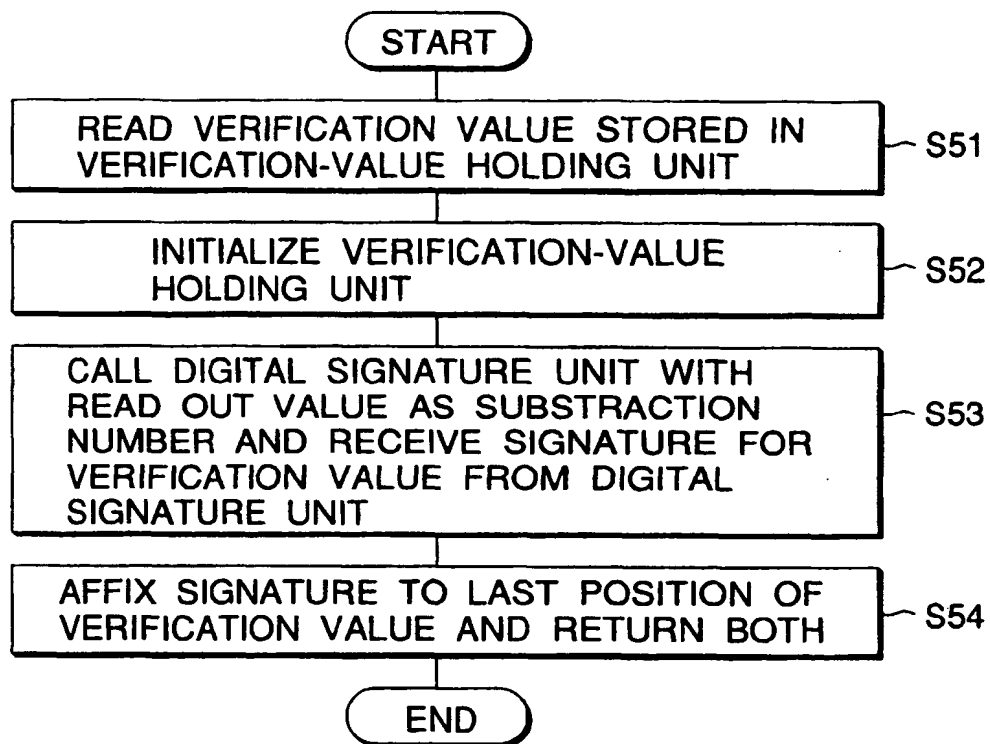 START
READ VERIFICATION VALUE STORED IN
VERIFICATION-VALUE HOLDING UNIT
S51
INITIALIZE VERIFICATION-VALUE
HOLDING UNIT
S52
CALL DIGITAL SIGNATURE UNIT WITH
READ OUT VALUE AS SUBSTRACTION
NUMBER AND RECEIVE SIGNATURE FOR
VERIFICATION VALUE FROM DIGITAL
SIGNATURE UNIT
S53
AFFIX SIGNATURE TO LAST POSITION OF
VERIFICATION VALUE AND RETURN BOTH
S54
END